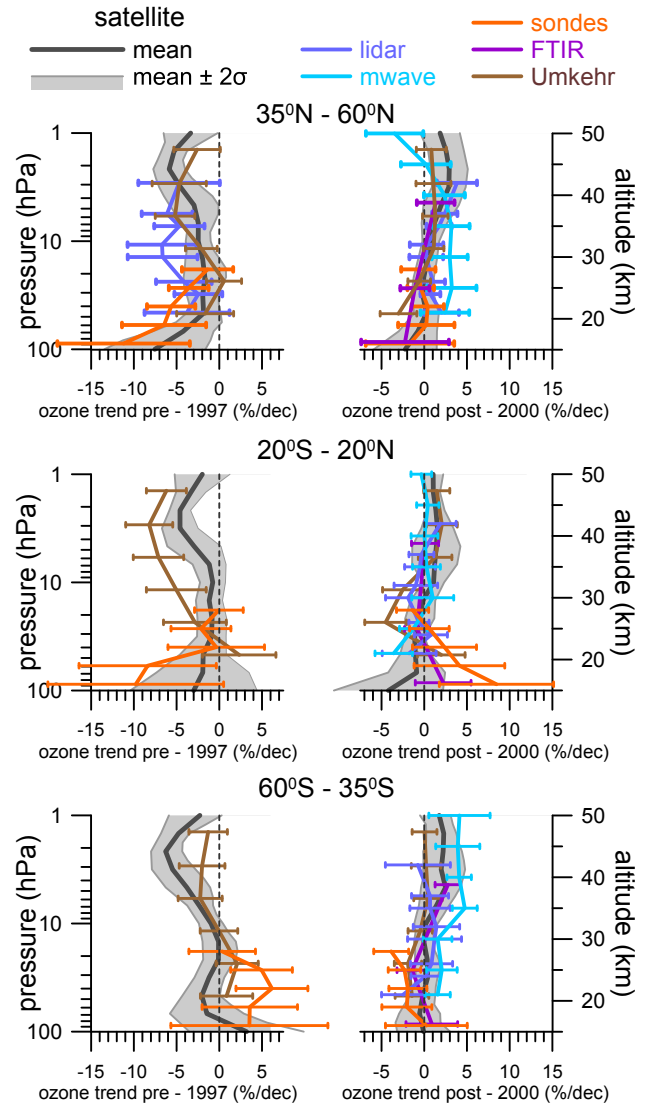 satellite
mean
mean ± 2σ
lidar
mwave
sondes
FTIR
Umkehr
35⁰N - 60⁰N
pressure (hPa)
1
10
100
-15 -10 -5 0 5
ozone trend pre - 1997 (%/dec)
-5 0 5 10 15
ozone trend post - 2000 (%/dec)
50
40
30
20
altitude (km)
20⁰S - 20⁰N
pressure (hPa)
1
10
100
-15 -10 -5 0 5
ozone trend pre - 1997 (%/dec)
-5 0 5 10 15
ozone trend post - 2000 (%/dec)
50
40
30
20
altitude (km)
60⁰S - 35⁰S
pressure (hPa)
1
10
100
-15 -10 -5 0 5
ozone trend pre - 1997 (%/dec)
-5 0 5 10 15
ozone trend post - 2000 (%/dec)
50
40
30
20
altitude (km)